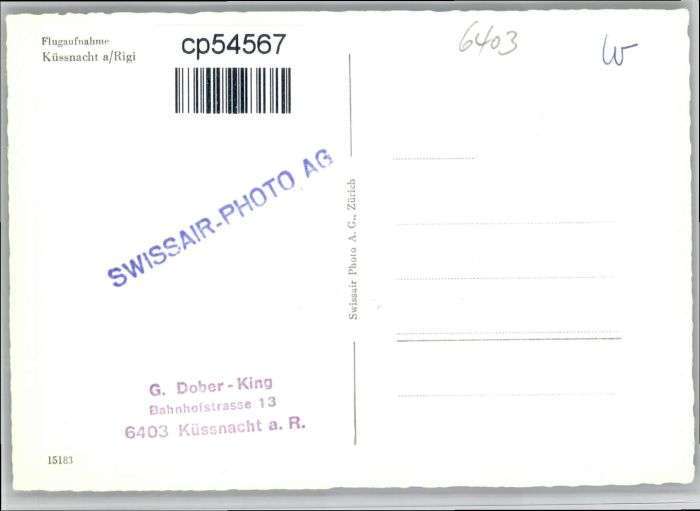 Flugaufnahme
Küssnacht a/Rigi
cp54567
6403
W
SWISSAIR-PHOTO AG
Swissair Photo A. G., Zürich
G. Dober-King
Bahnhofstrasse 13
6403 Küssnacht a. R.
15183